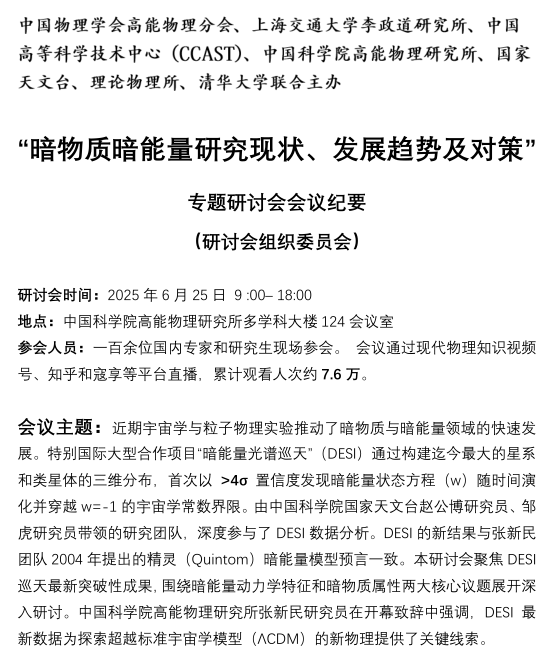 中国物理学会高能物理分会、上海交通大学李政道研究所、中国
高等科学技术中心（CCAST)、中国科学院高能物理研究所、国家
天文台、理论物理所、清华大学联合主办
“暗物质暗能量研究现状、发展趋势及对策”
专题研讨会会议纪要
(研讨会组织委员会)
研讨会时间：2025 年 6 月 25 日 9 :00– 18:00
地点：中国科学院高能物理研究所多学科大楼 124 会议室
参会人员：一百余位国内专家和研究生现场参会。 会议通过现代物理知识视频
号、知乎和寇享等平台直播，累计观看人次约 7.6 万。
会议主题：近期宇宙学与粒子物理实验推动了暗物质与暗能量领域的快速发
展。特别国际大型合作项目“暗能量光谱巡天”（DESI）通过构建迄今最大的星系
和类星体的三维分布，首次以 >4σ 置信度发现暗能量状态方程（w）随时间演
化并穿越 w=-1 的宇宙学常数界限。由中国科学院国家天文台赵公博研究员、邹
虎研究员带领的研究团队，深度参与了 DESI 数据分析。DESI 的新结果与张新民
团队 2004 年提出的精灵（Quintom）暗能量模型预言一致。本研讨会聚焦 DESI
巡天最新突破性成果, 围绕暗能量动力学特征和暗物质属性两大核心议题展开深
入研讨。中国科学院高能物理研究所张新民研究员在开幕致辞中强调，DESI 最
新数据为探索超越标准宇宙学模型（ΛCDM）的新物理提供了关键线索。